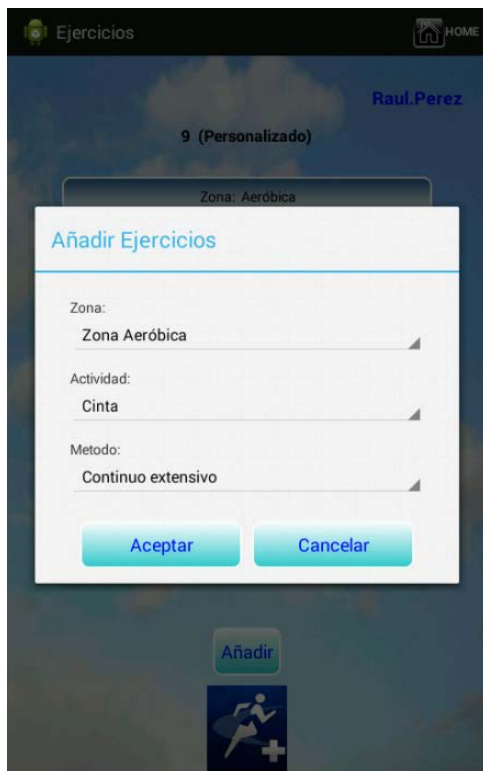 Ejercicios
HOME
Raul.Perez
9 (Personalizado)
Zona: Aeróbica
Añadir Ejercicios
Zona:
Zona Aeróbica
Actividad:
Cinta
Metodo:
Continuo extensivo
Aceptar
Cancelar
Añadir